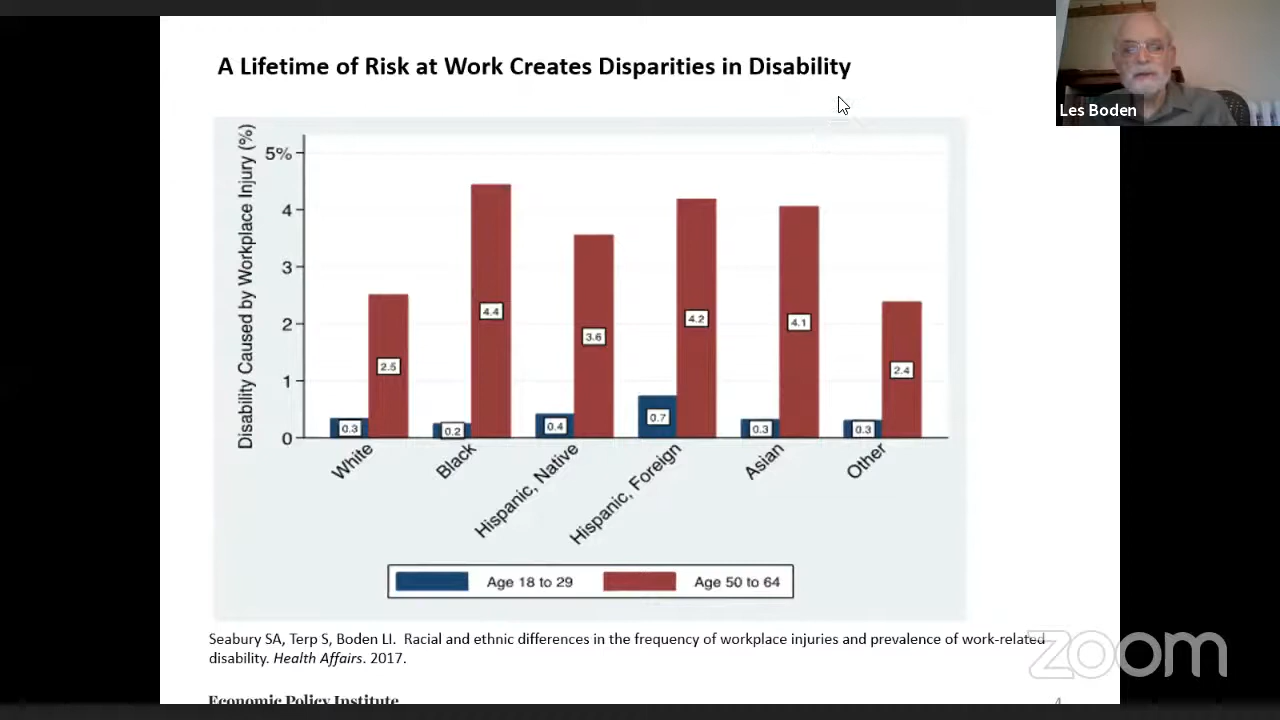 A Lifetime of Risk at Work Creates Disparities in Disability
Les Boden
Disability Caused by Workplace Injury (%)
5%
4
3
2
1
0
0.3
2.5
0.2
4.4
0.4
3.6
0.7
4.2
0.3
4.1
0.3
2.4
White
Black
Hispanic, Native
Hispanic, Foreign
Asian
Other
Age 18 to 29
Age 50 to 64
Seabury SA, Terp S, Boden LI. Racial and ethnic differences in the frequency of workplace injuries and prevalence of work-related
disability. Health Affairs. 2017.
zoom
Economic Policy Institute
4